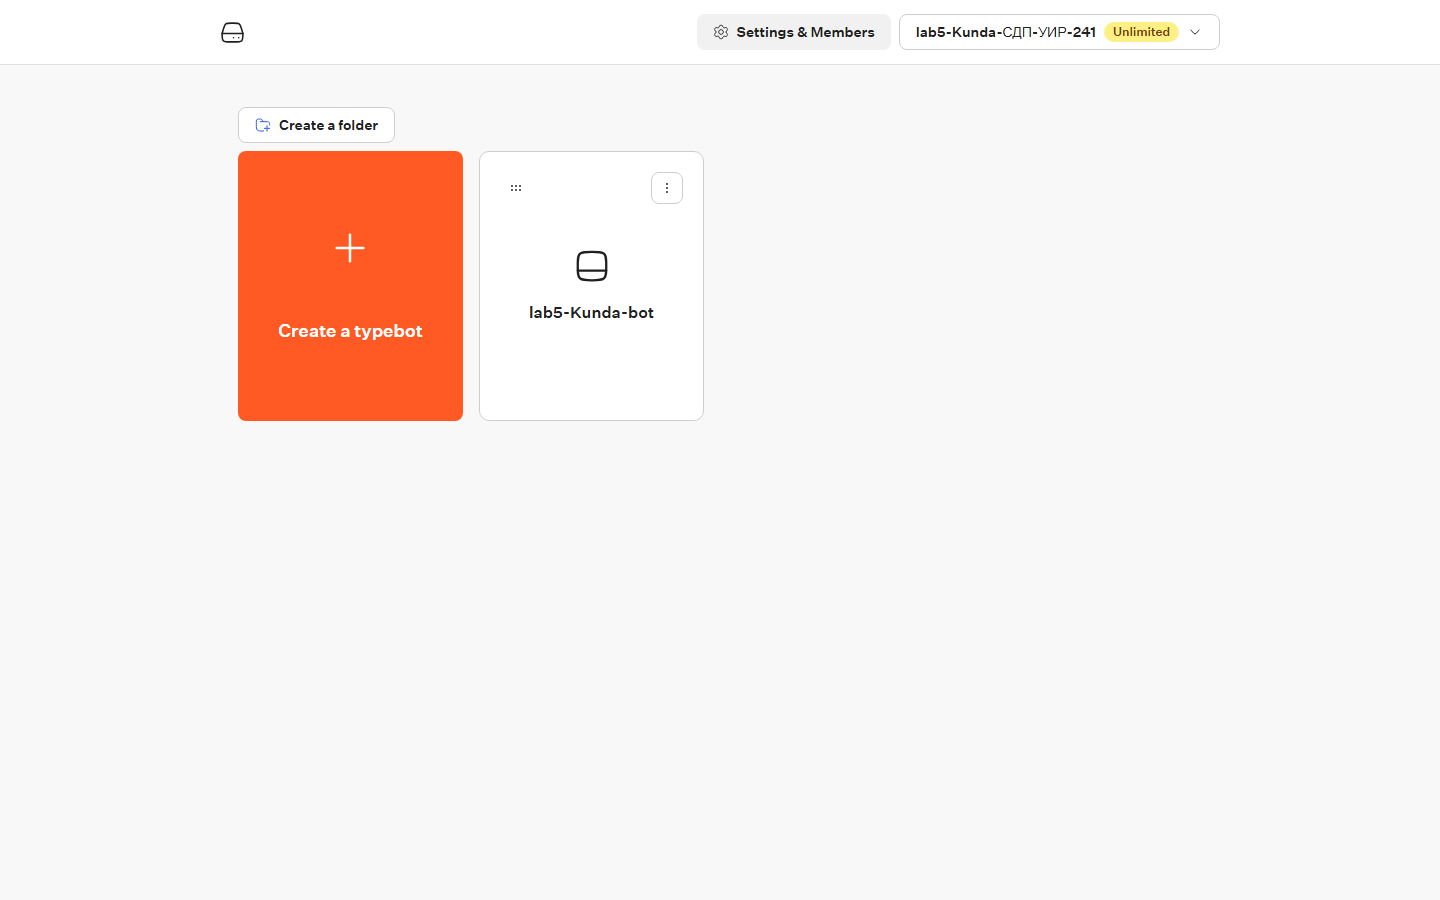 Settings & Members
lab5-Kunda-СДП-УИР-241 Unlimited
Create a folder
Create a typebot
lab5-Kunda-bot